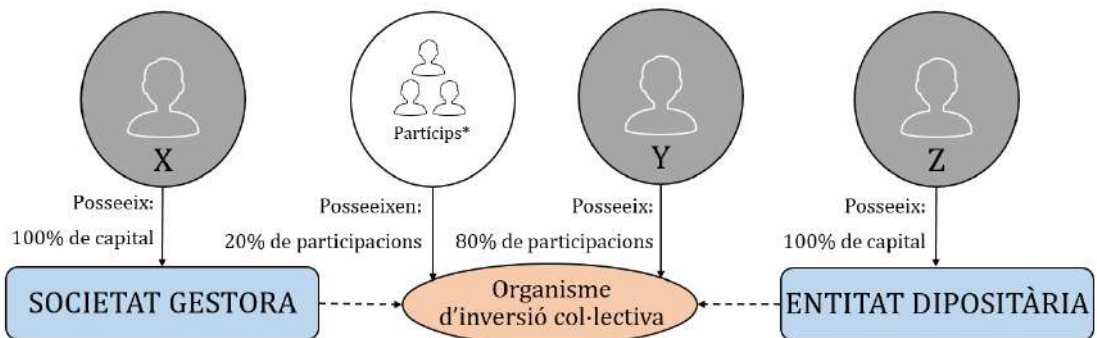 X
Partícips*
Y
Z
Posseeix:
100% de capital
Posseeixen:
20% de participacions
Posseeix:
80% de participacions
Posseeix:
100% de capital
SOCIETAT GESTORA
Organisme
d'inversió col·lectiva
ENTITAT DIPOSITÀRIA